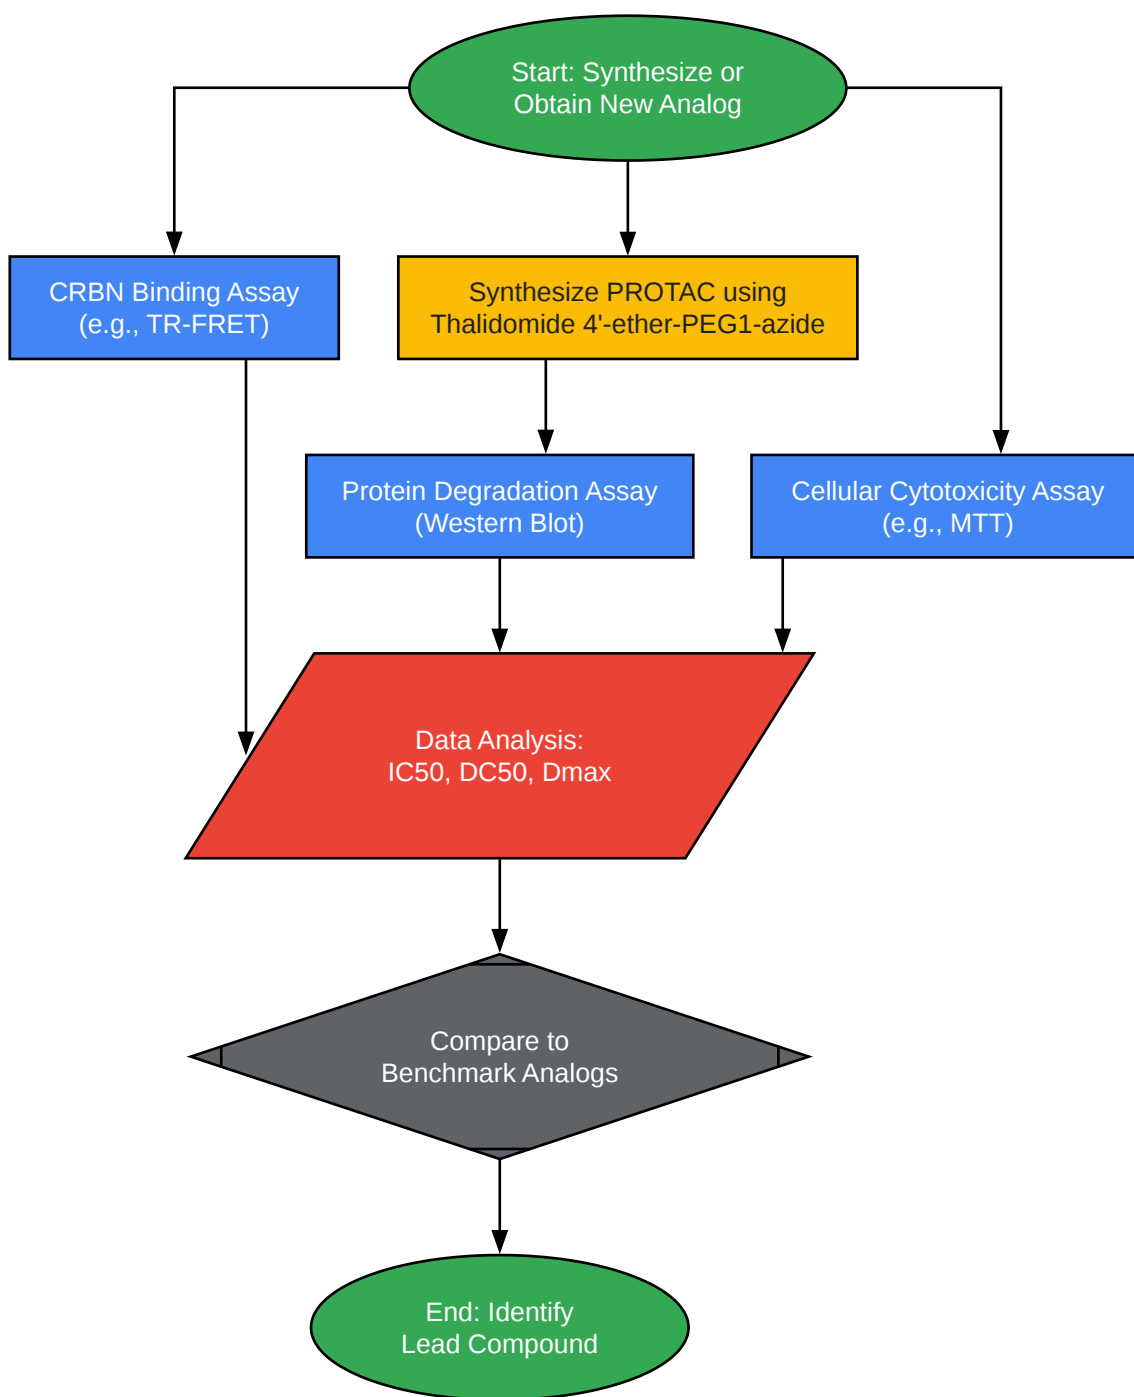 Start: Synthesize or
Obtain New Analog
CRBN Binding Assay
(e.g., TR-FRET)
Synthesize PROTAC using
Thalidomide 4'-ether-PEG1-azide
Protein Degradation Assay
(Western Blot)
Cellular Cytotoxicity Assay
(e.g., MTT)
Data Analysis:
IC50, DC50, Dmax
Compare to
Benchmark Analogs
End: Identify
Lead Compound